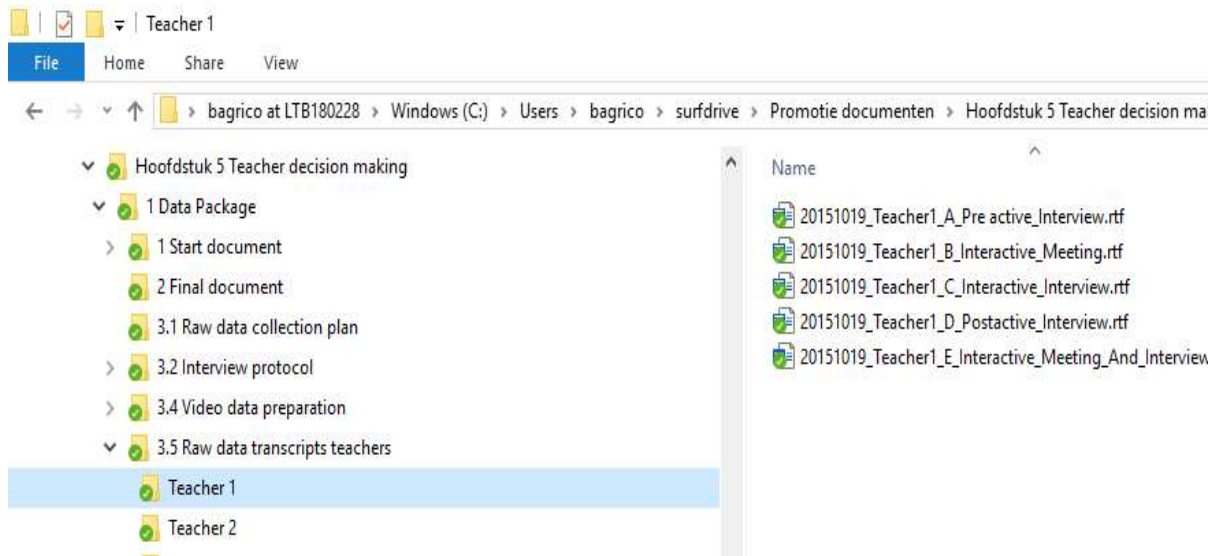 Teacher 1
File Home Share View
bagrico at LTB180228 > Windows (C:) > Users > bagrico > surfdrive > Promotie documenten > Hoofdstuk 5 Teacher decision ma
Hoofdstuk 5 Teacher decision making
1 Data Package
1 Start document
2 Final document
3.1 Raw data collection plan
3.2 Interview protocol
3.4 Video data preparation
3.5 Raw data transcripts teachers
Teacher 1
Teacher 2
Name
20151019_Teacher1_A_Pre active_Interview.rtf
20151019_Teacher1_B_Interactive_Meeting.rtf
20151019_Teacher1_C_Interactive_Interview.rtf
20151019_Teacher1_D_Postactive_Interview.rtf
20151019_Teacher1_E_Interactive_Meeting_And_Interview